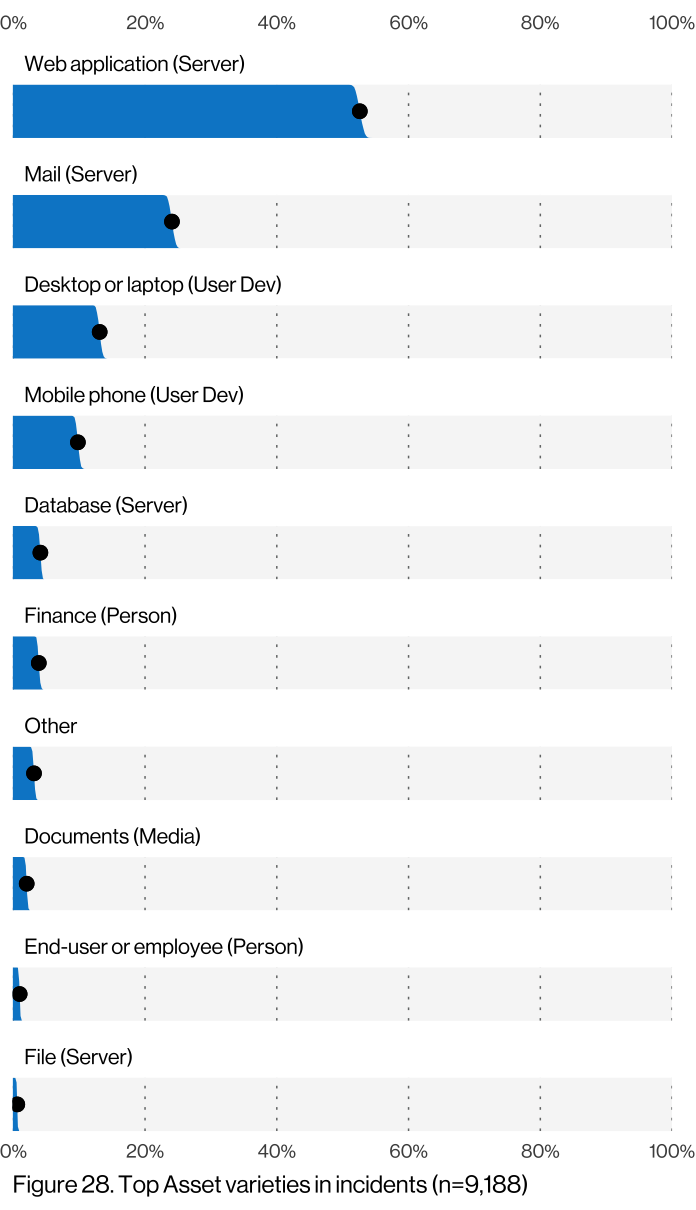 0% 20% 40% 60% 80% 100%
Web application (Server)
Mail (Server)
Desktop or laptop (User Dev)
Mobile phone (User Dev)
Database (Server)
Finance (Person)
Other
Documents (Media)
End-user or employee (Person)
File (Server)
0% 20% 40% 60% 80% 100%
Figure 28. Top Asset varieties in incidents (n=9,188)